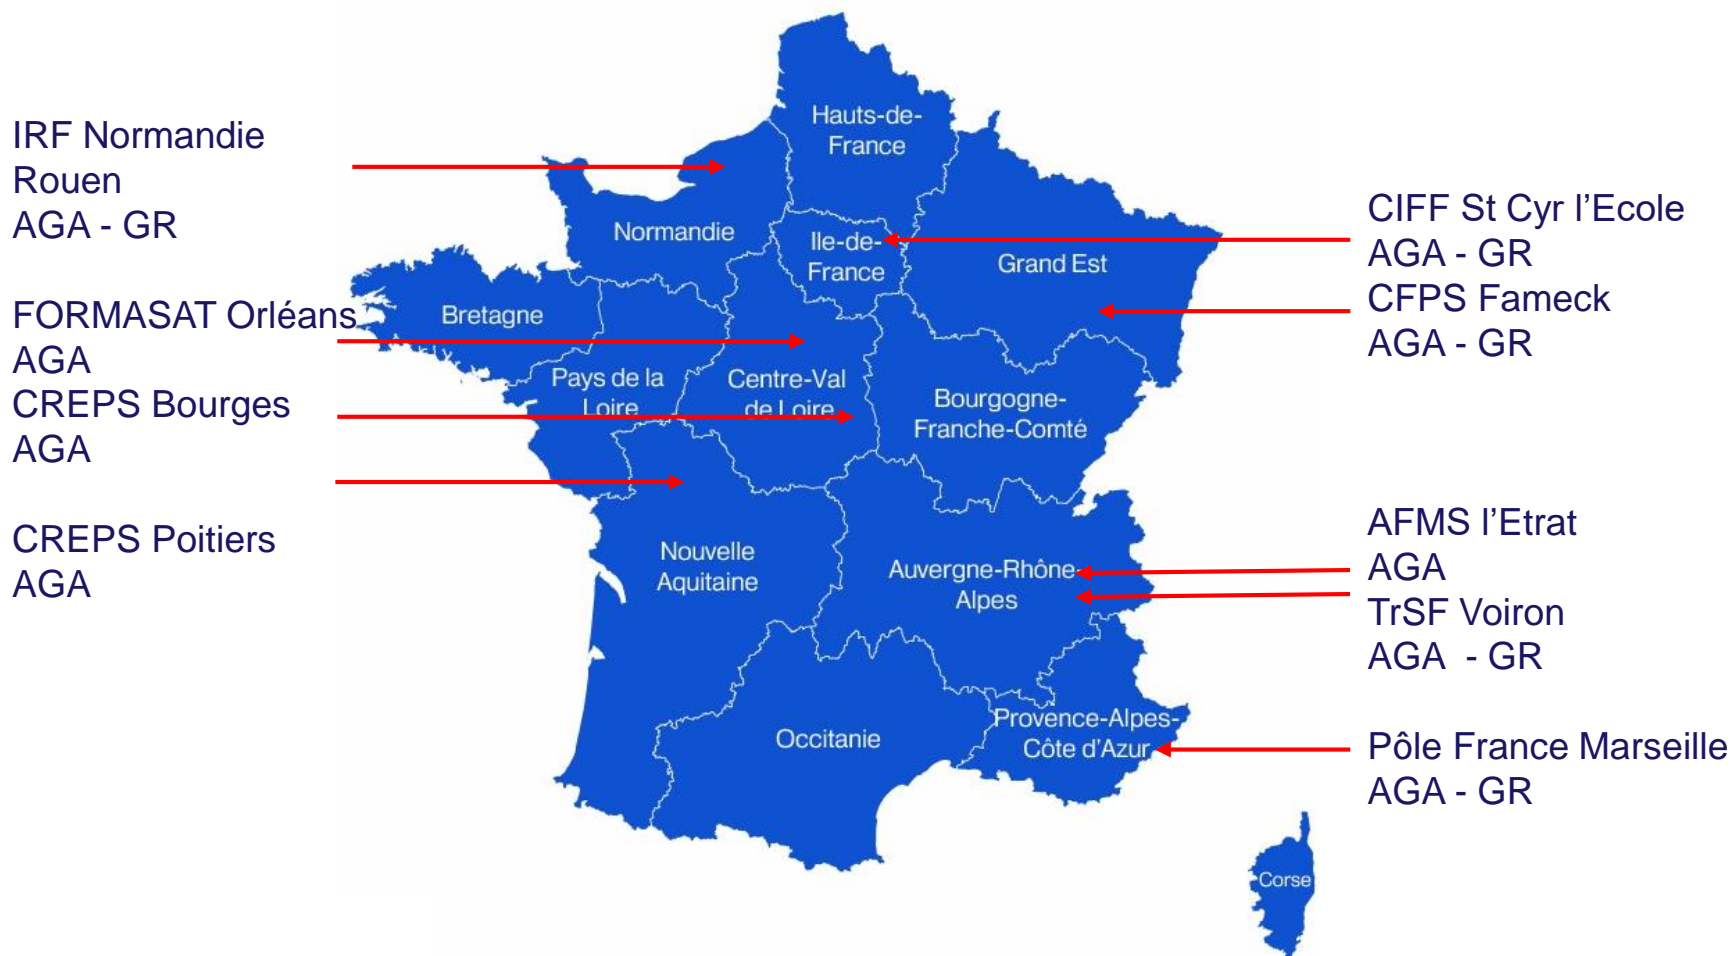 IRF Normandie
Rouen
AGA - GR
FORMASAT Orléans
AGA
CREPS Bourges
AGA
CREPS Poitiers
AGA
Hauts-de-
France
Normandie
Ile-de-
France
Grand Est
Bretagne
Pays de la
Loire
Centre-Val
de Loire
Bourgogne-
Franche-Comté
Nouvelle
Aquitaine
Auvergne-Rhône-
Alpes
Occitanie
Provence-Alpes-
Côte d'Azur
Corse
CIFF St Cyr l’Ecole
AGA - GR
CFPS Fameck
AGA - GR
AFMS l’Etrat
AGA
TrSF Voiron
AGA  - GR
Pôle France Marseille
AGA - GR